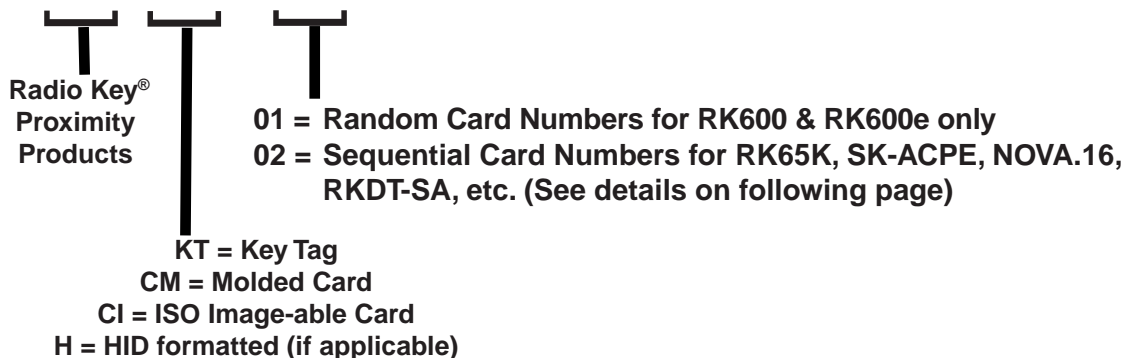 Radio Key®
Proximity
Products
01 = Random Card Numbers for RK600 & RK600e only
02 = Sequential Card Numbers for RK65K, SK-ACPE, NOVA.16,
RKDT-SA, etc. (See details on following page)
KT = Key Tag
CM = Molded Card
CI = ISO Image-able Card
H = HID formatted (if applicable)